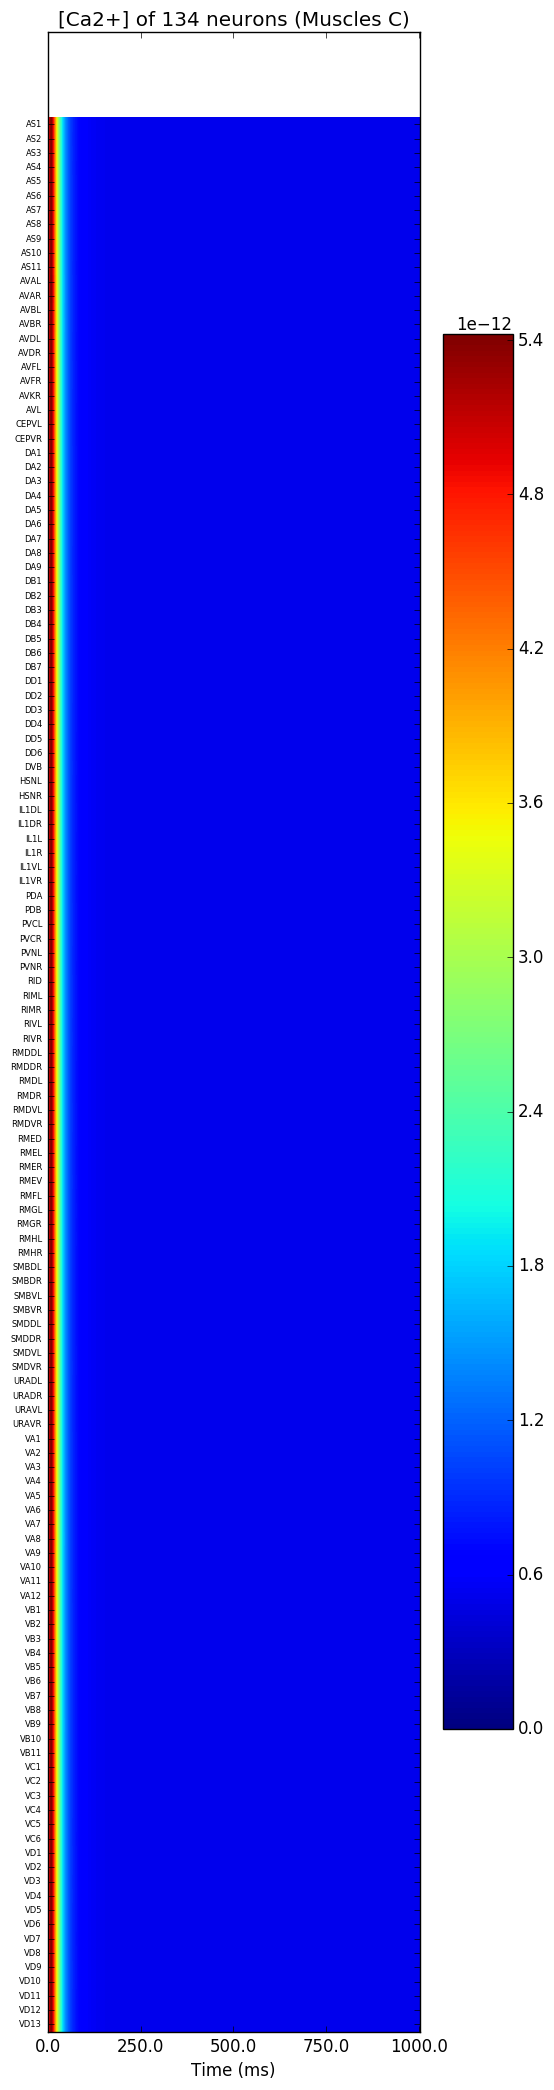 [Ca2+] of 134 neurons (Muscles C)
AS1
AS2
AS3
AS4
AS5
AS6
AS7
AS8
AS9
AS10
AS11
AVAL
AVAR
AVBL
AVBR
AVDL
AVDR
AVFL
AVFR
AVKR
AVL
CEPVL
CEPVR
DA1
DA2
DA3
DA4
DA5
DA6
DA7
DA8
DA9
DB1
DB2
DB3
DB4
DB5
DB6
DB7
DD1
DD2
DD3
DD4
DD5
DD6
DVB
HSNL
HSNR
IL1DL
IL1DR
IL1L
IL1R
IL1VL
IL1VR
PDA
PDB
PVCL
PVCR
PVNL
PVNR
RID
RIML
RIMR
RIVL
RIVR
RMDDL
RMDDR
RMDL
RMDR
RMDVL
RMDVR
RMED
RMEL
RMER
RMEV
RMFL
RMGL
RMGR
RMHL
RMHR
SMBDL
SMBDR
SMBVL
SMBVR
SMDDL
SMDDR
SMDVL
SMDVR
URADL
URADR
URAVL
URAVR
VA1
VA2
VA3
VA4
VA5
VA6
VA7
VA8
VA9
VA10
VA11
VA12
VB1
VB2
VB3
VB4
VB5
VB6
VB7
VB8
VB9
VB10
VB11
VC1
VC2
VC3
VC4
VC5
VC6
VD1
VD2
VD3
VD4
VD5
VD6
VD7
VD8
VD9
VD10
VD11
VD12
VD13
0.0 250.0 500.0 750.0 1000.0
Time (ms)
1e−12
5.4
4.8
4.2
3.6
3.0
2.4
1.8
1.2
0.6
0.0